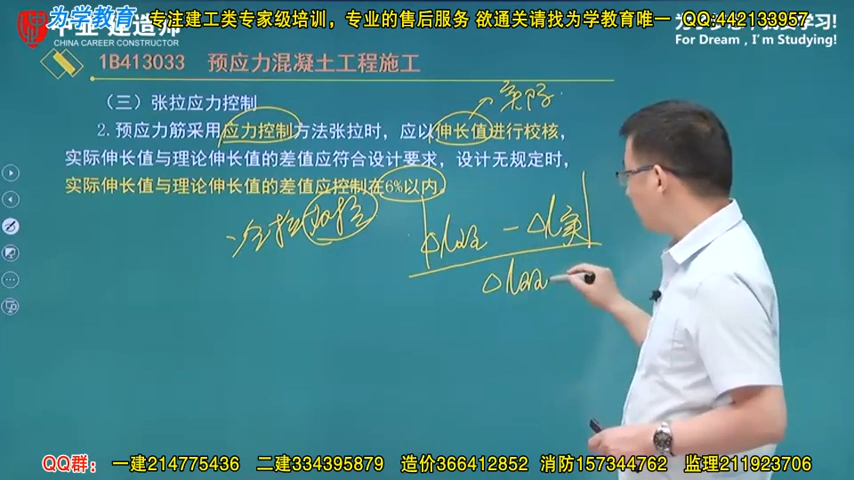 为学教育 专注建工类专家级培训，专业的售后服务 欲通关请找为学教育唯一 QQ:442133957
CHINA CAREER CONSTRUCTOR
For Dream, I'm Studying!
1B413033 预应力混凝土工程施工
（三）张拉应力控制
实际
2. 预应力筋采用应力控制方法张拉时，应以伸长值进行校核，
实际伸长值与理论伸长值的差值应符合设计要求，设计无规定时，
实际伸长值与理论伸长值的差值应控制在6%以内。
QQ群： 一建214775436 二建334395879 造价366412852 消防157344762 监理211923706